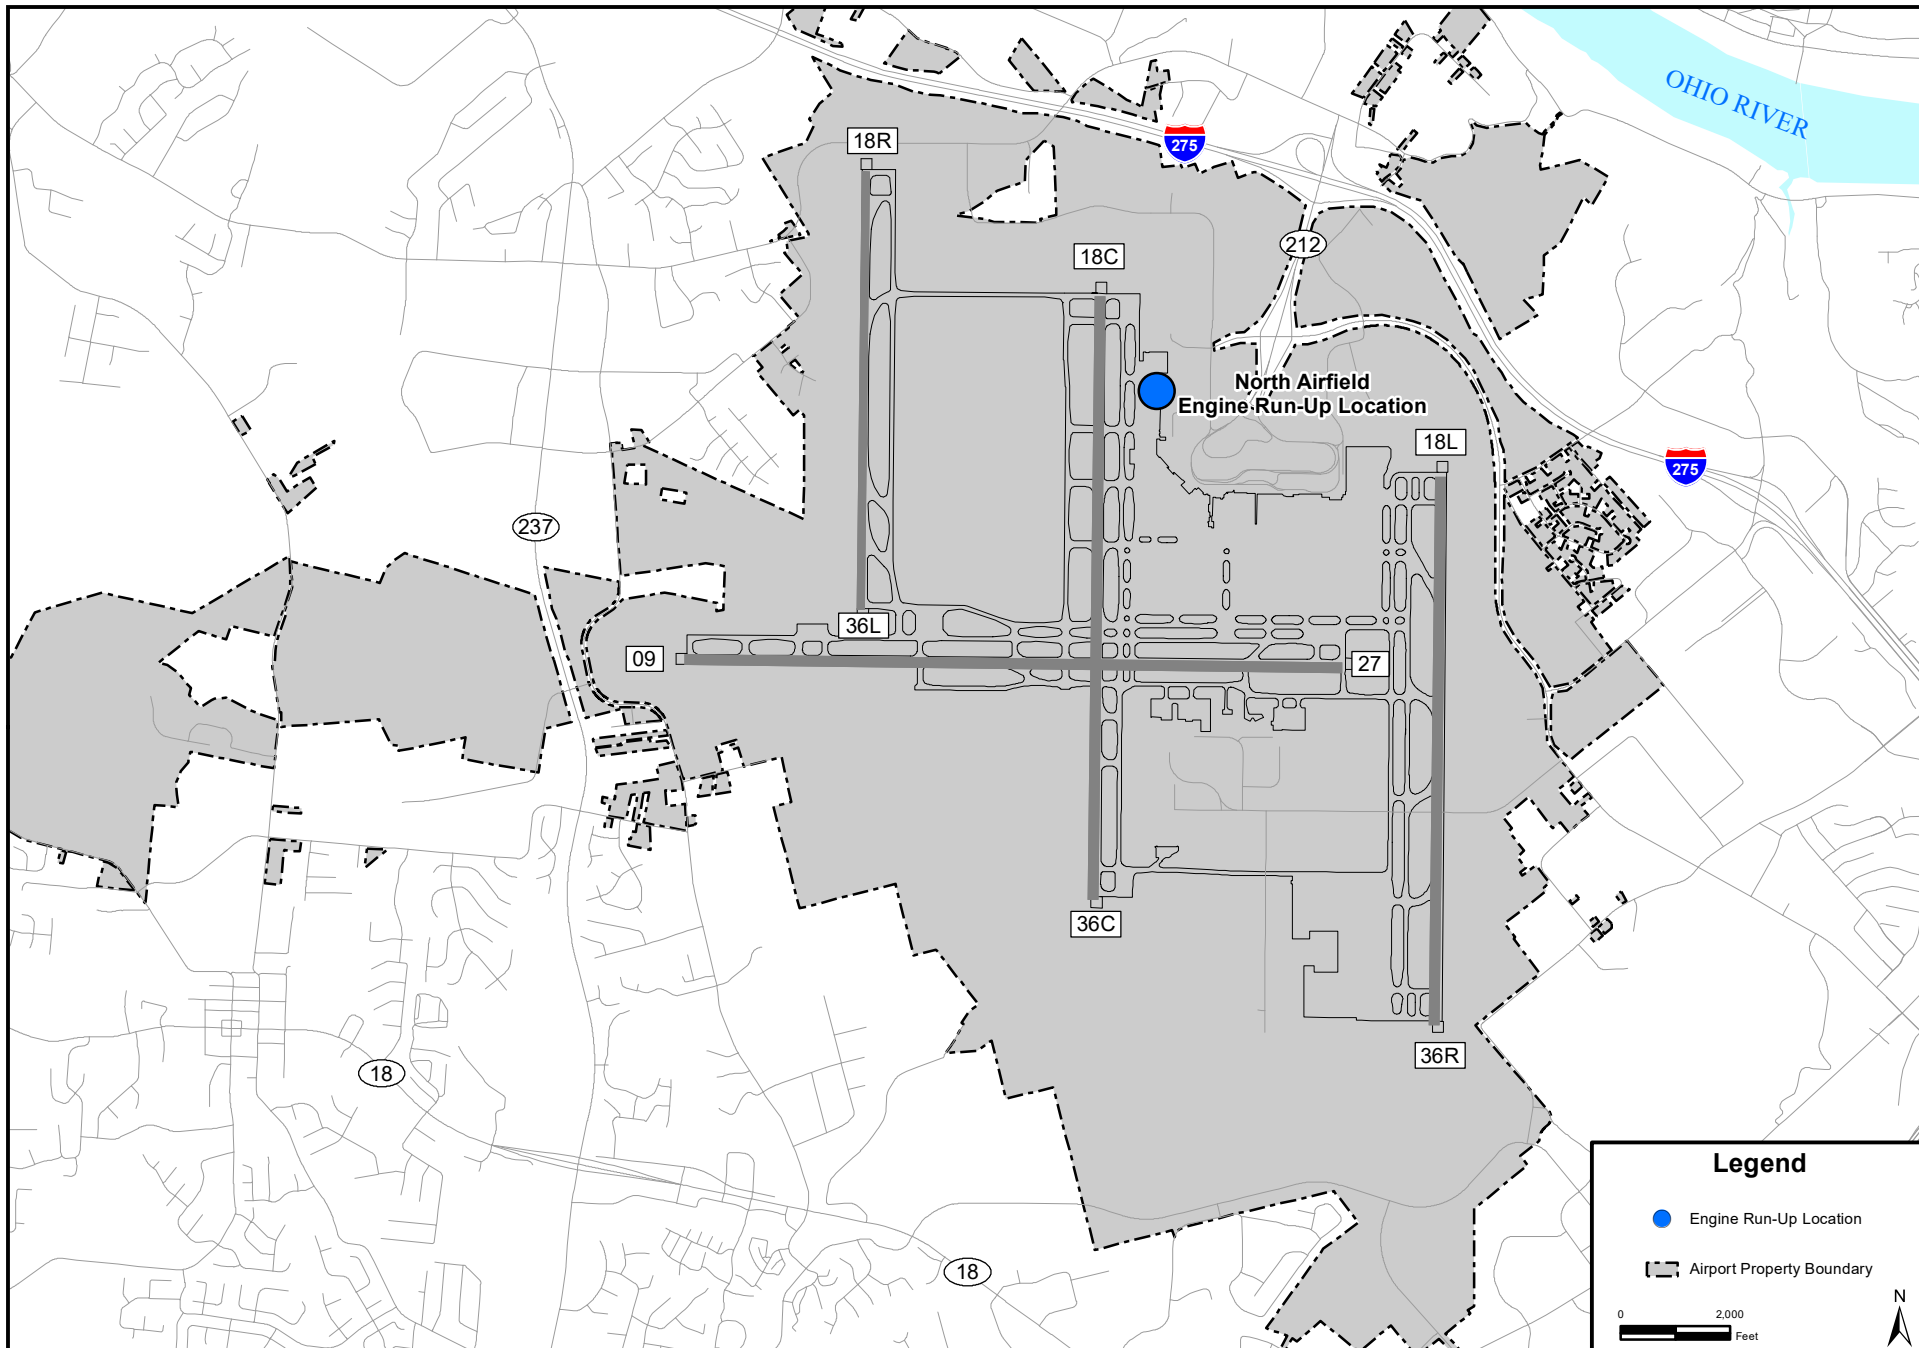 OHIO RIVER
18R
275
212
18C
North Airfield
Engine Run-Up Location
18L
275
237
36L
09
27
36C
36R
18
18
Legend
Engine Run-Up Location
Airport Property Boundary
0 2,000
Feet
N